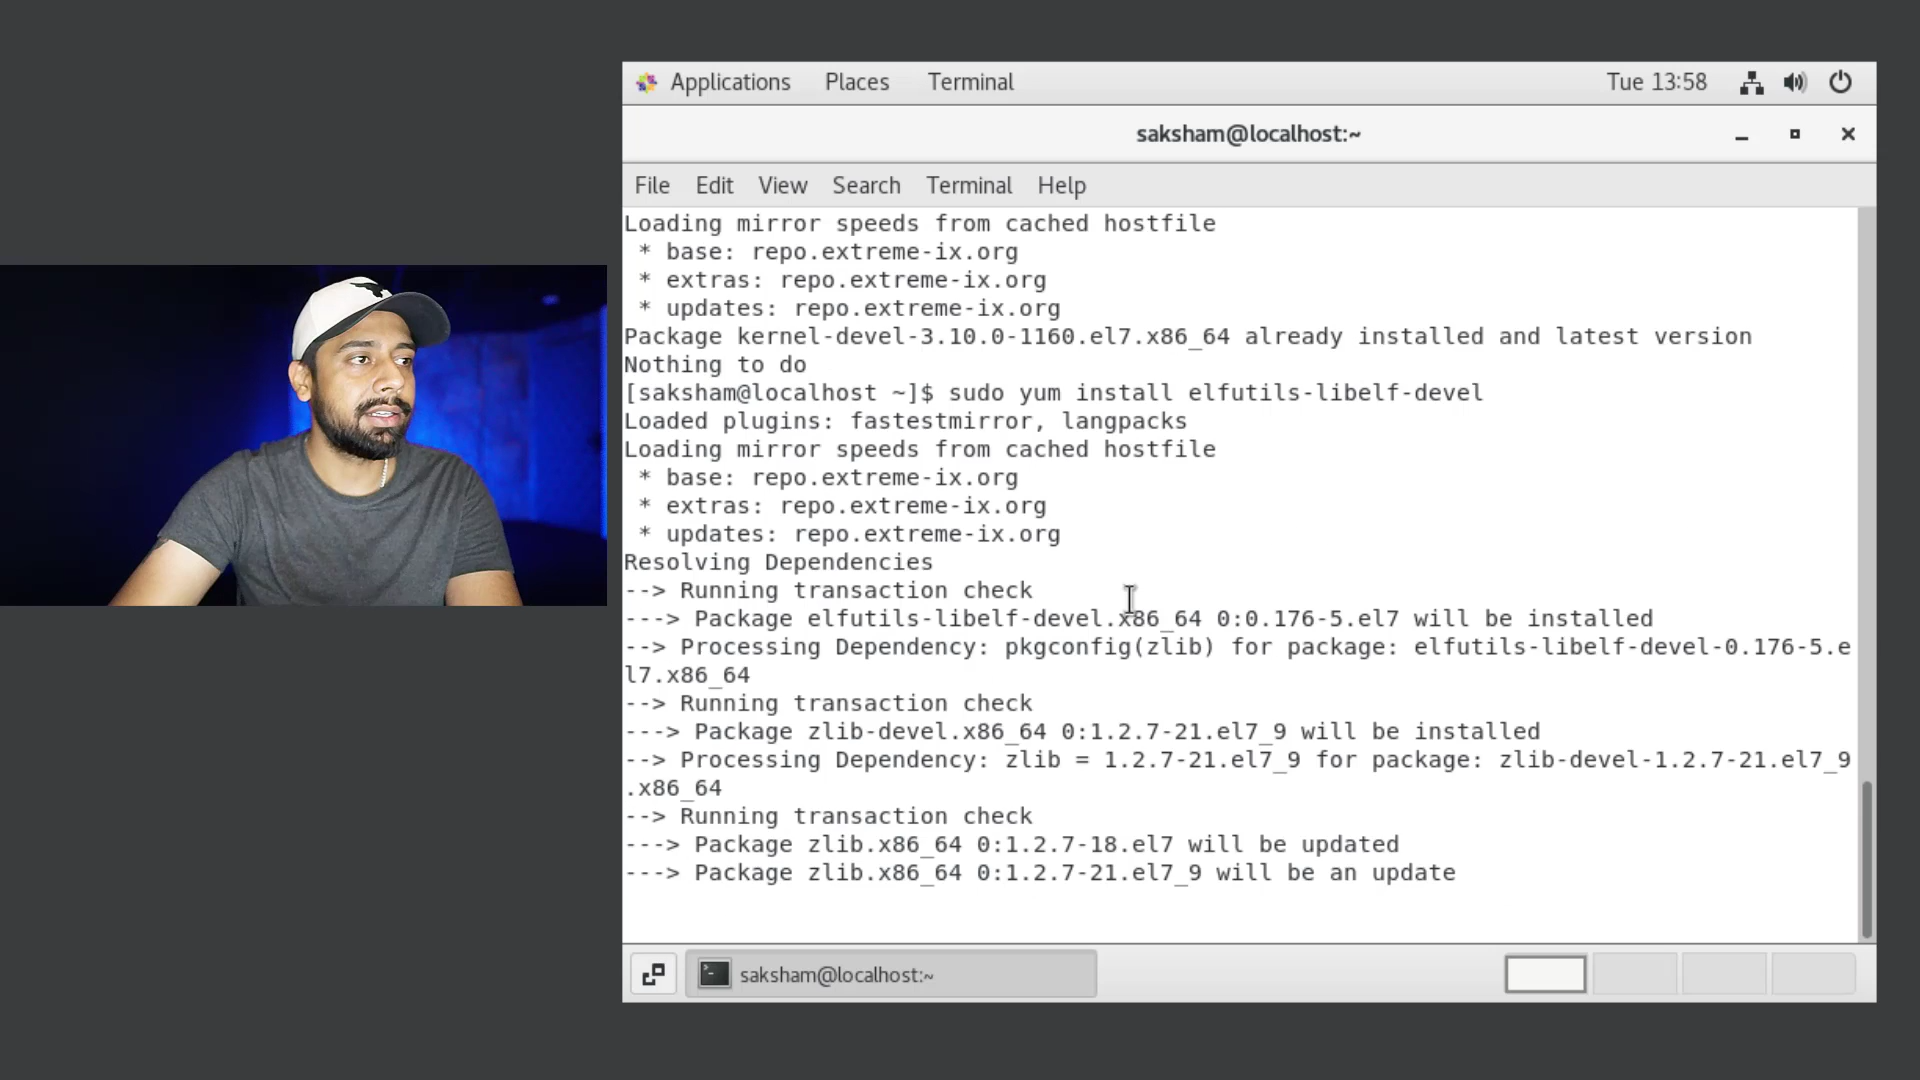 Applications Places Terminal Tue 13:58
saksham@localhost:~
File Edit View Search Terminal Help
Loading mirror speeds from cached hostfile
 * base: repo.extreme-ix.org
 * extras: repo.extreme-ix.org
 * updates: repo.extreme-ix.org
Package kernel-devel-3.10.0-1160.el7.x86_64 already installed and latest version
Nothing to do
[saksham@localhost ~]$ sudo yum install elfutils-libelf-devel
Loaded plugins: fastestmirror, langpacks
Loading mirror speeds from cached hostfile
 * base: repo.extreme-ix.org
 * extras: repo.extreme-ix.org
 * updates: repo.extreme-ix.org
Resolving Dependencies
--> Running transaction check
---> Package elfutils-libelf-devel.x86_64 0:0.176-5.el7 will be installed
--> Processing Dependency: pkgconfig(zlib) for package: elfutils-libelf-devel-0.176-5.e
l7.x86_64
--> Running transaction check
---> Package zlib-devel.x86_64 0:1.2.7-21.el7_9 will be installed
--> Processing Dependency: zlib = 1.2.7-21.el7_9 for package: zlib-devel-1.2.7-21.el7_9
.x86_64
--> Running transaction check
---> Package zlib.x86_64 0:1.2.7-18.el7 will be updated
---> Package zlib.x86_64 0:1.2.7-21.el7_9 will be an update
saksham@localhost:~